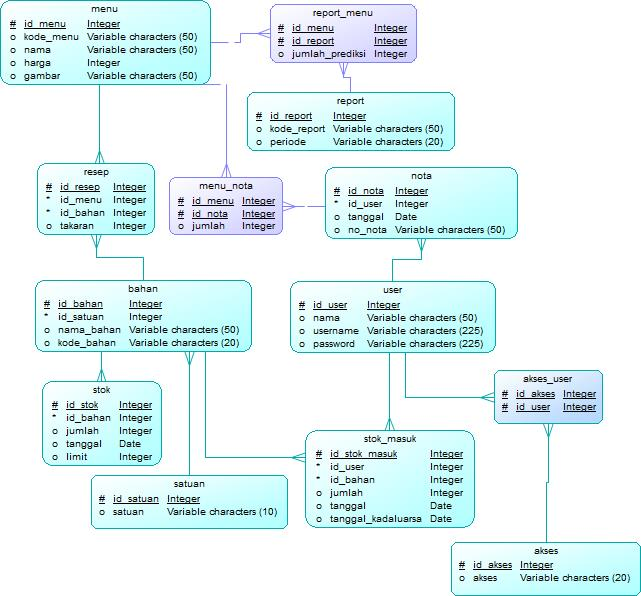 menu
# id_menu Integer
o kode_menu Variable characters (50)
o nama Variable characters (50)
o harga Integer
o gambar Variable characters (50)
report_menu
# id_menu Integer
# id_report Integer
o jumlah_prediksi Integer
report
# id_report Integer
o kode_report Variable characters (50)
o periode Variable characters (20)
resep
# id_resep Integer
* id_menu Integer
* id_bahan Integer
o takaran Integer
menu_nota
# id_menu Integer
# id_nota Integer
o jumlah Integer
nota
# id_nota Integer
* id_user Integer
o tanggal Date
o no_nota Variable characters (50)
bahan
# id_bahan Integer
* id_satuan Integer
o nama_bahan Variable characters (50)
o kode_bahan Variable characters (20)
user
# id_user Integer
o nama Variable characters (50)
o username Variable characters (225)
o password Variable characters (225)
stok
# id_stok Integer
* id_bahan Integer
o jumlah Integer
o tanggal Date
o limit Integer
akses_user
# id_akses Integer
# id_user Integer
stok_masuk
# id_stok_masuk Integer
* id_user Integer
* id_bahan Integer
o jumlah Integer
o tanggal Date
o tanggal_kadaluarsa Date
satuan
# id_satuan Integer
o satuan Variable characters (10)
akses
# id_akses Integer
o akses Variable characters (20)